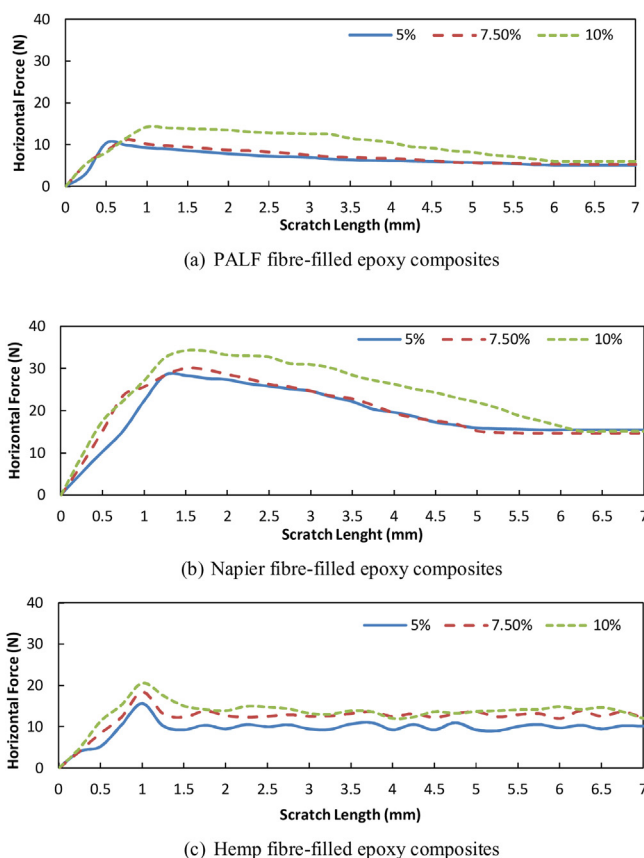 40
5% 7.50% 10%
30
20
10
0
Horizontal Force (N)
0 0.5 1 1.5 2 2.5 3 3.5 4 4.5 5 5.5 6 6.5 7
Scratch Length (mm)
(a) PALF fibre-filled epoxy composites
40
5% 7.50% 10%
30
20
10
0
Horizontal Force (N)
0 0.5 1 1.5 2 2.5 3 3.5 4 4.5 5 5.5 6 6.5 7
Scratch Lenght (mm)
(b) Napier fibre-filled epoxy composites
40
5% 7.50% 10%
30
20
10
0
Horizontal Force (N)
0 0.5 1 1.5 2 2.5 3 3.5 4 4.5 5 5.5 6 6.5 7
Scratch Length (mm)
(c) Hemp fibre-filled epoxy composites